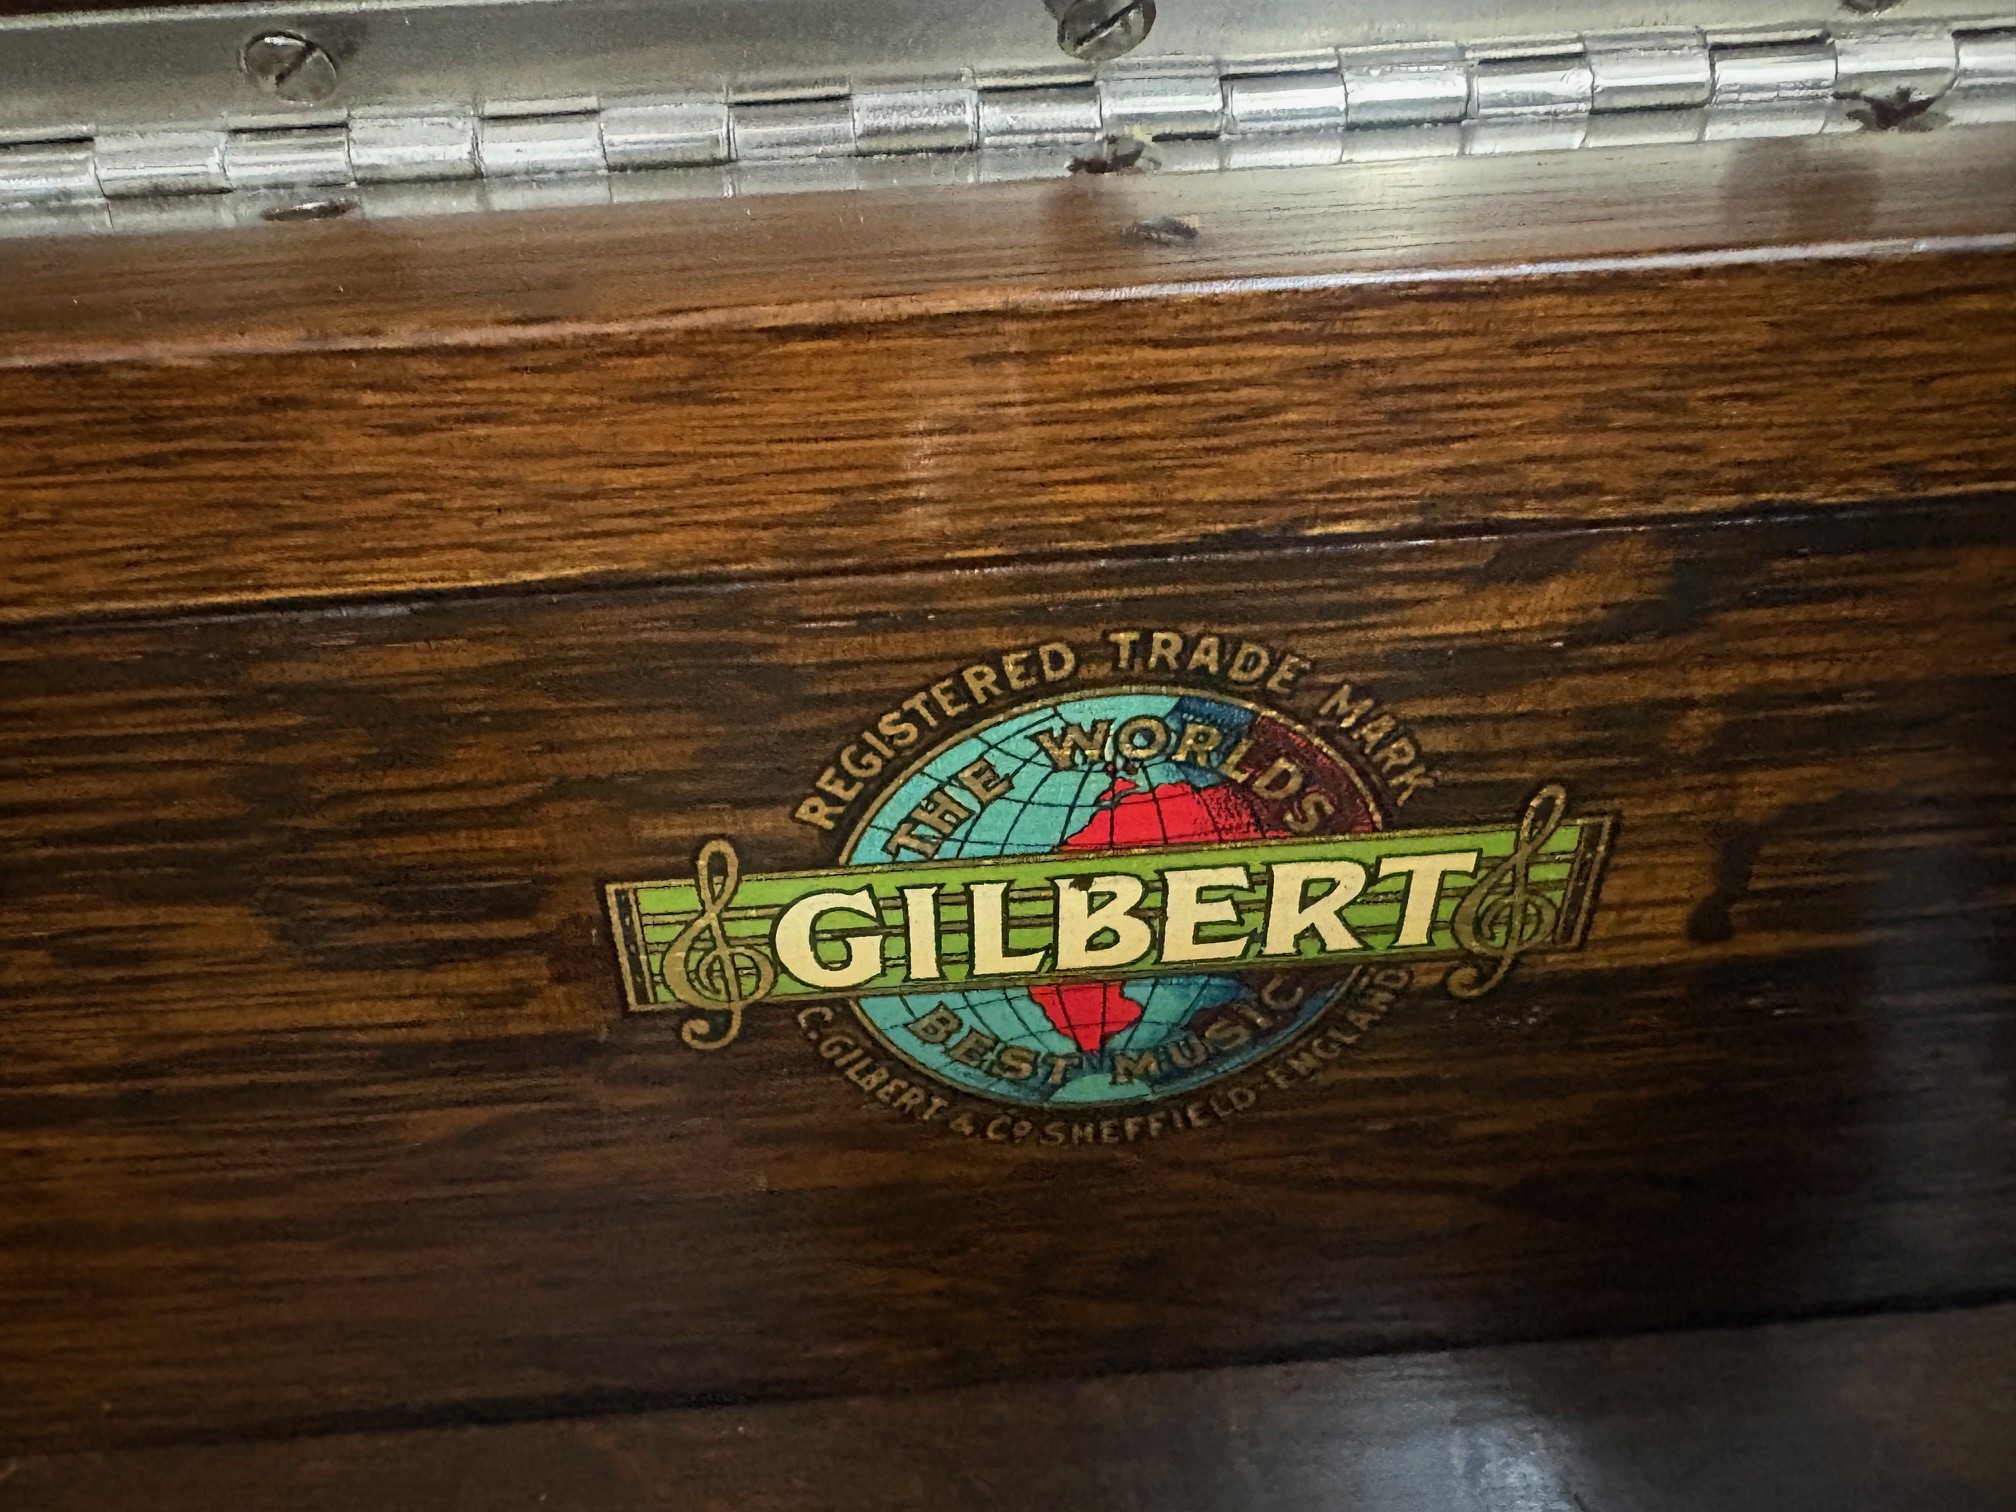 REGISTERED TRADE MARK
THE WORLDS
GILBERT
BEST MUSIC
C. GILBERT & Co. SHEFFIELD · ENGLAND